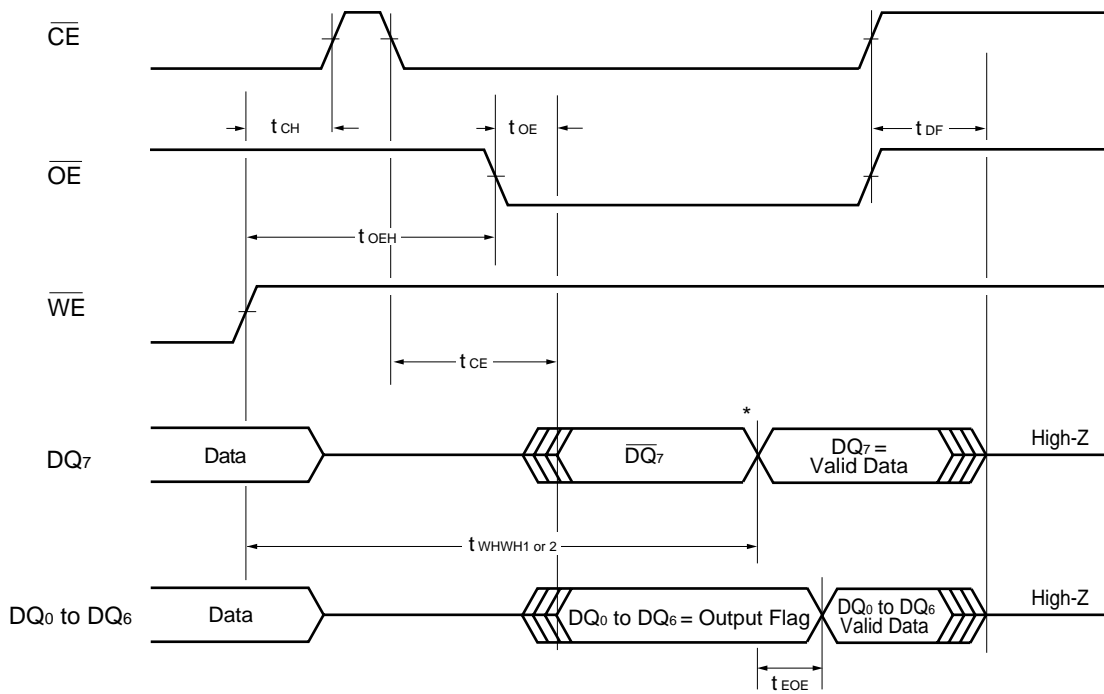 CE
t CH
t OE
t DF
OE
t OEH
WE
t CE
*
DQ7
Data
DQ7
DQ7 =
Valid Data
High-Z
t WHWH1 or 2
DQ0 to DQ6
Data
DQ0 to DQ6 = Output Flag
DQ0 to DQ6
Valid Data
High-Z
t EOE